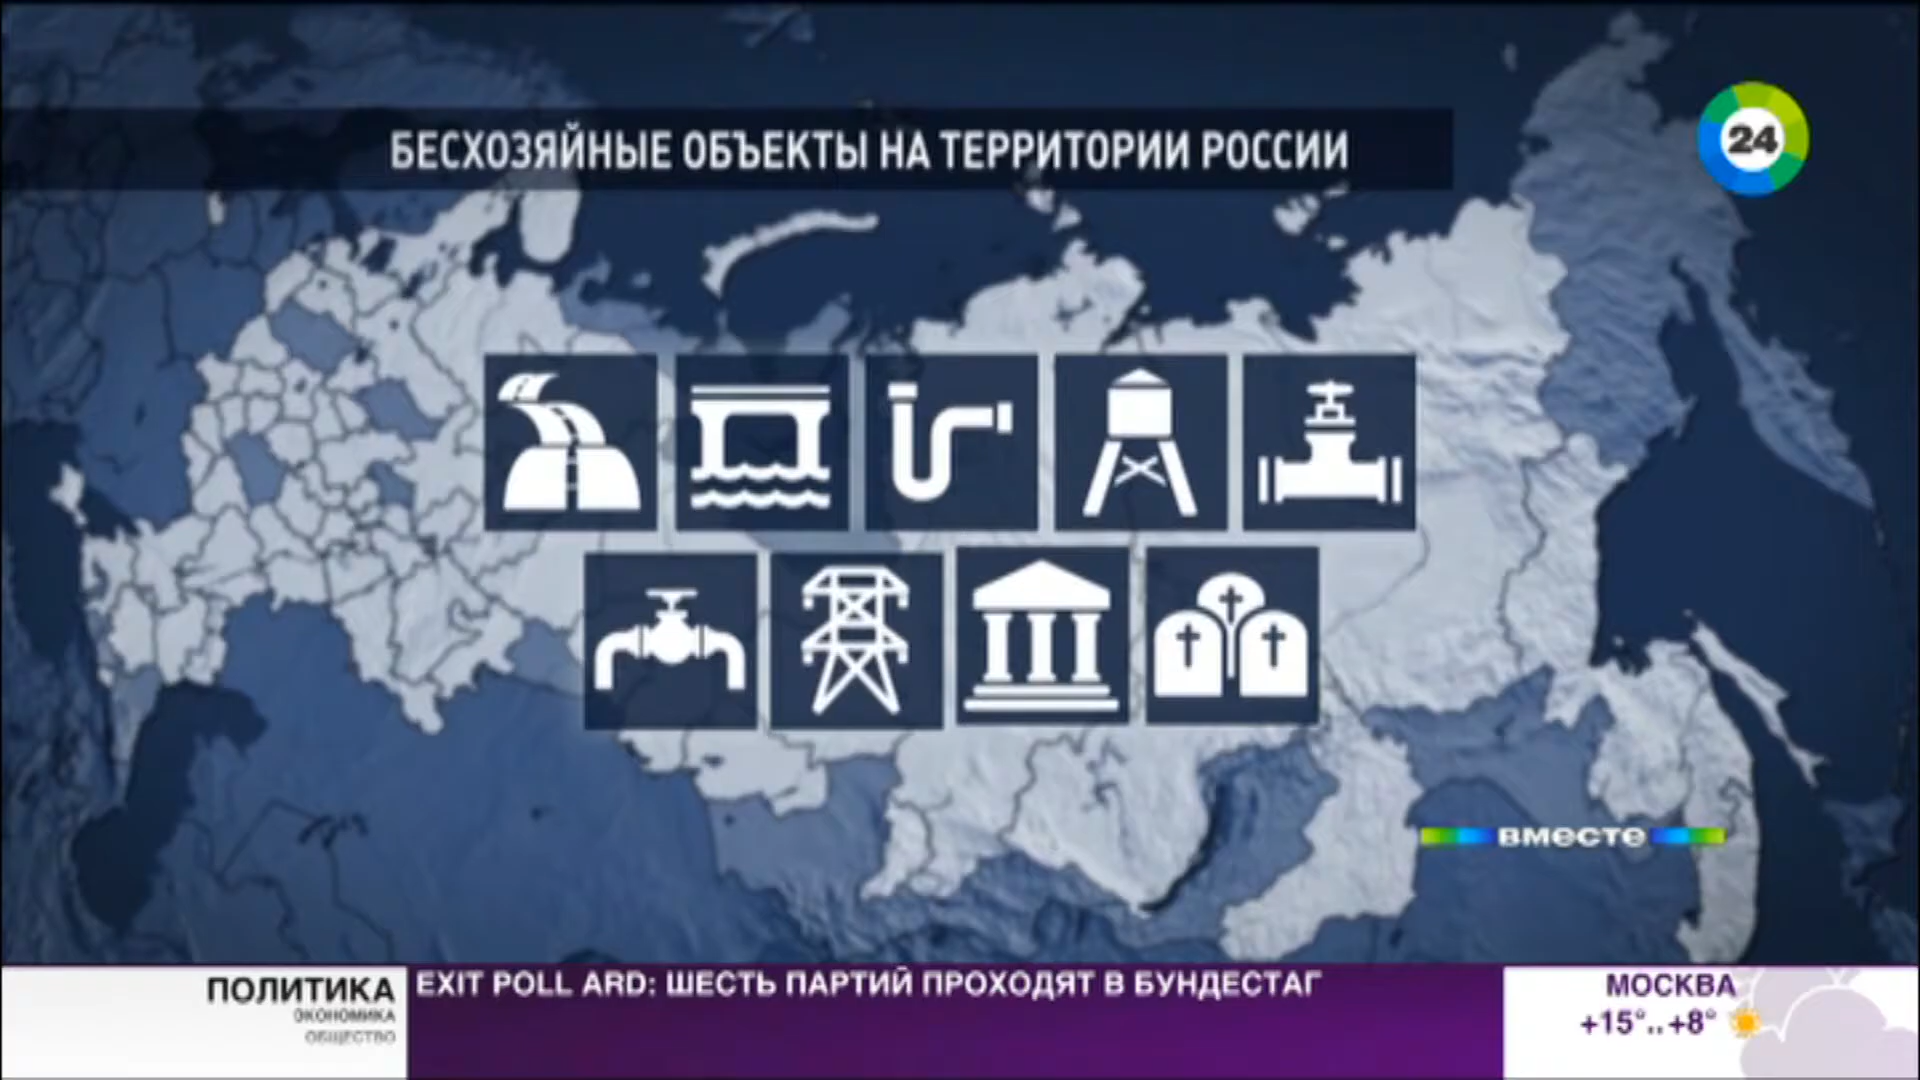 БЕСХОЗЯЙНЫЕ ОБЪЕКТЫ НА ТЕРРИТОРИИ РОССИИ
24
вместе
ПОЛИТИКА
ЭКОНОМИКА
ОБЩЕСТВО
EXIT POLL ARD: ШЕСТЬ ПАРТИЙ ПРОХОДЯТ В БУНДЕСТАГ
МОСКВА
+15°..+8°